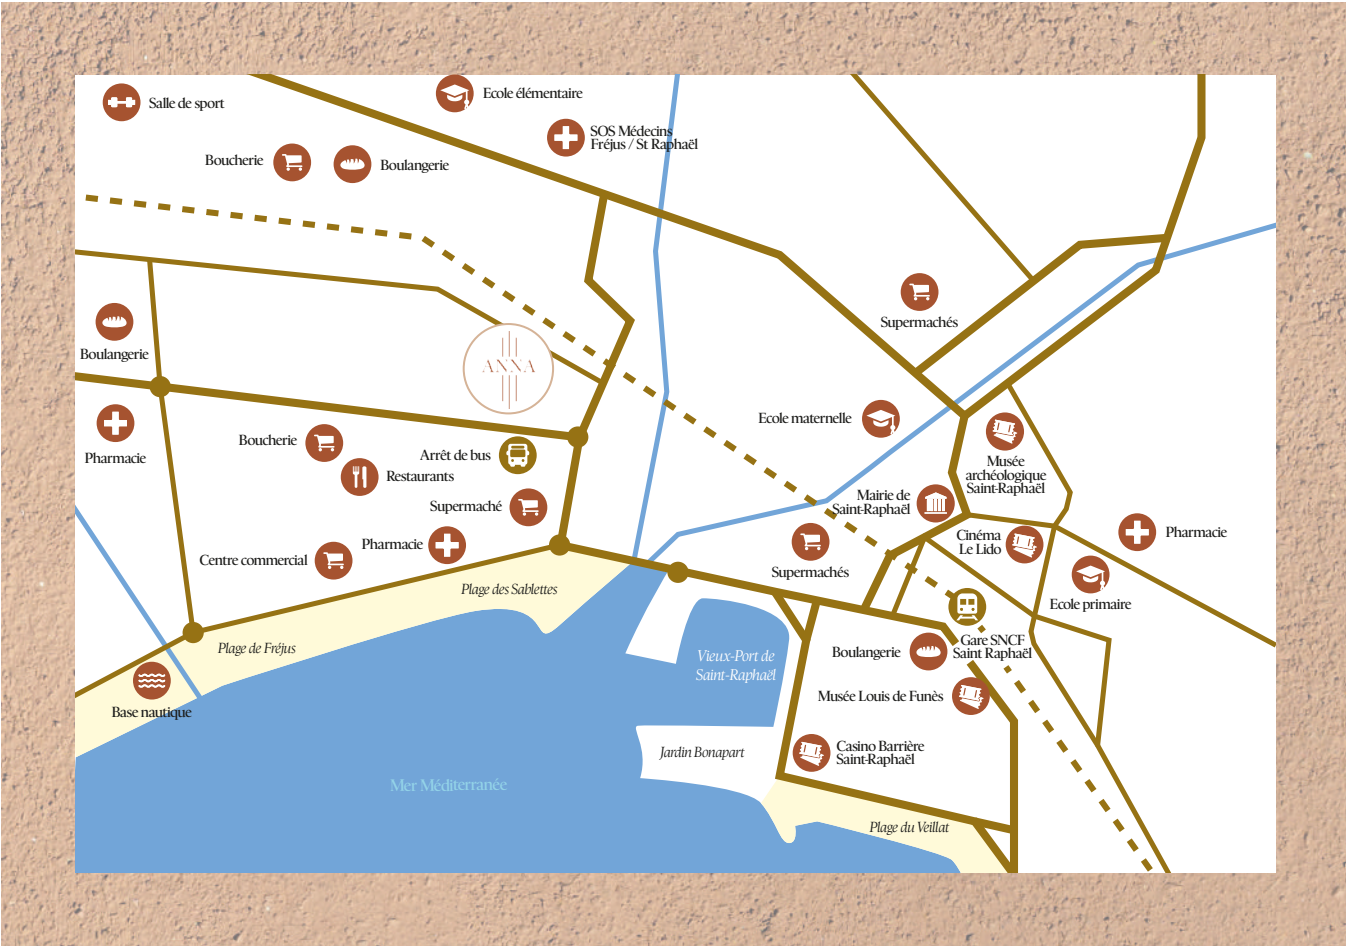 Salle de sport
Ecole élémentaire
SOS Médecins
Fréjus / St Raphaël
Boucherie
Boulangerie
Supermachés
Boulangerie
ANNA
Pharmacie
Boucherie
Restaurants
Arrêt de bus
Supermaché
Pharmacie
Centre commercial
Ecole maternelle
Musée
archéologique
Saint-Raphaël
Mairie de
Saint-Raphaël
Cinéma
Le Lido
Pharmacie
Supermachés
Ecole primaire
Plage des Sablettes
Plage de Fréjus
Base nautique
Vieux-Port de
Saint-Raphaël
Gare SNCF
Saint Raphaël
Boulangerie
Musée Louis de Funès
Jardin Bonapart
Casino Barrière
Saint-Raphaël
Mer Méditerranée
Plage du Veillat